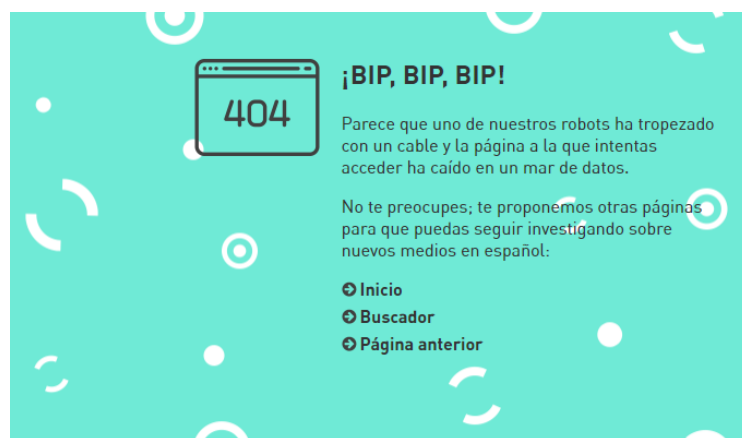 404
¡BIP, BIP, BIP!
Parece que uno de nuestros robots ha tropezado
con un cable y la página a la que intentas
acceder ha caído en un mar de datos.
No te preocupes; te proponemos otras páginas
para que puedas seguir investigando sobre
nuevos medios en español:
Inicio
Buscador
Página anterior